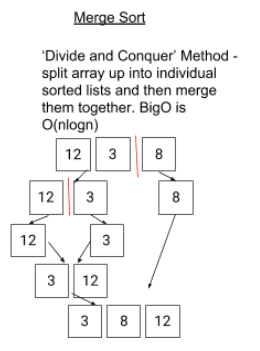 Merge Sort
'Divide and Conquer' Method -
split array up into individual
sorted lists and then merge
them together. BigO is
O(nlogn)
12 3 8
12 3 8
12 3
3 12
3 8 12